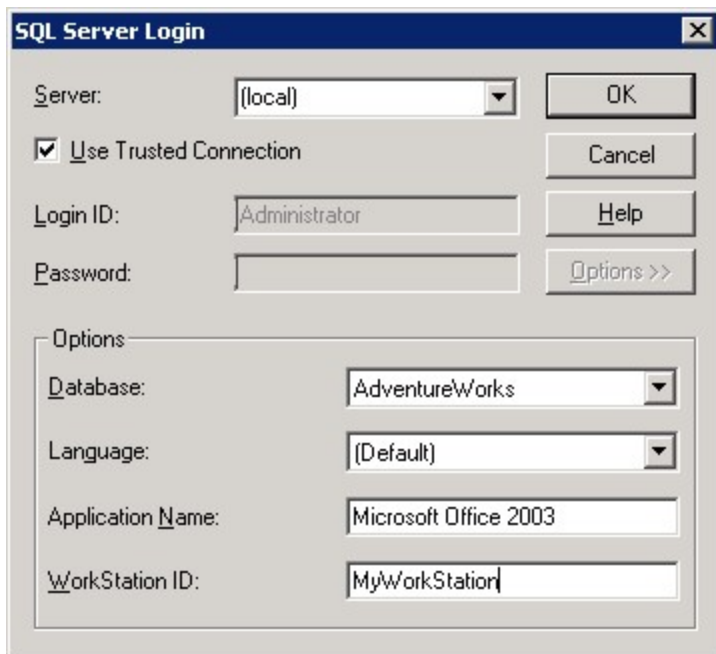 SQL Server Login
Server: (local) OK
Use Trusted Connection Cancel
Login ID: Administrator Help
Password: Options >>
Options
Database: AdventureWorks
Language: (Default)
Application Name: Microsoft Office 2003
WorkStation ID: MyWorkStation